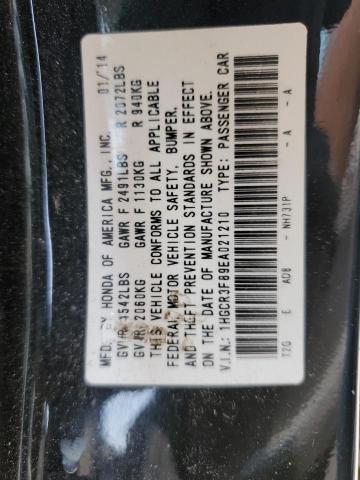 MFD. BY HONDA OF AMERICA MFG., INC. 01/14
GVWR 4542LBS GAWR F 2491LBS R 2072LBS
GVWR 2060KG GAWR F 1130KG R 940KG
THIS VEHICLE CONFORMS TO ALL APPLICABLE
FEDERAL MOTOR VEHICLE SAFETY, BUMPER,
AND THEFT PREVENTION STANDARDS IN EFFECT
ON THE DATE OF MANUFACTURE SHOWN ABOVE.
V.I.N.: 1HGCR3F89EA021210 TYPE: PASSENGER CAR
T2G E AO8 - NH731P - A - A